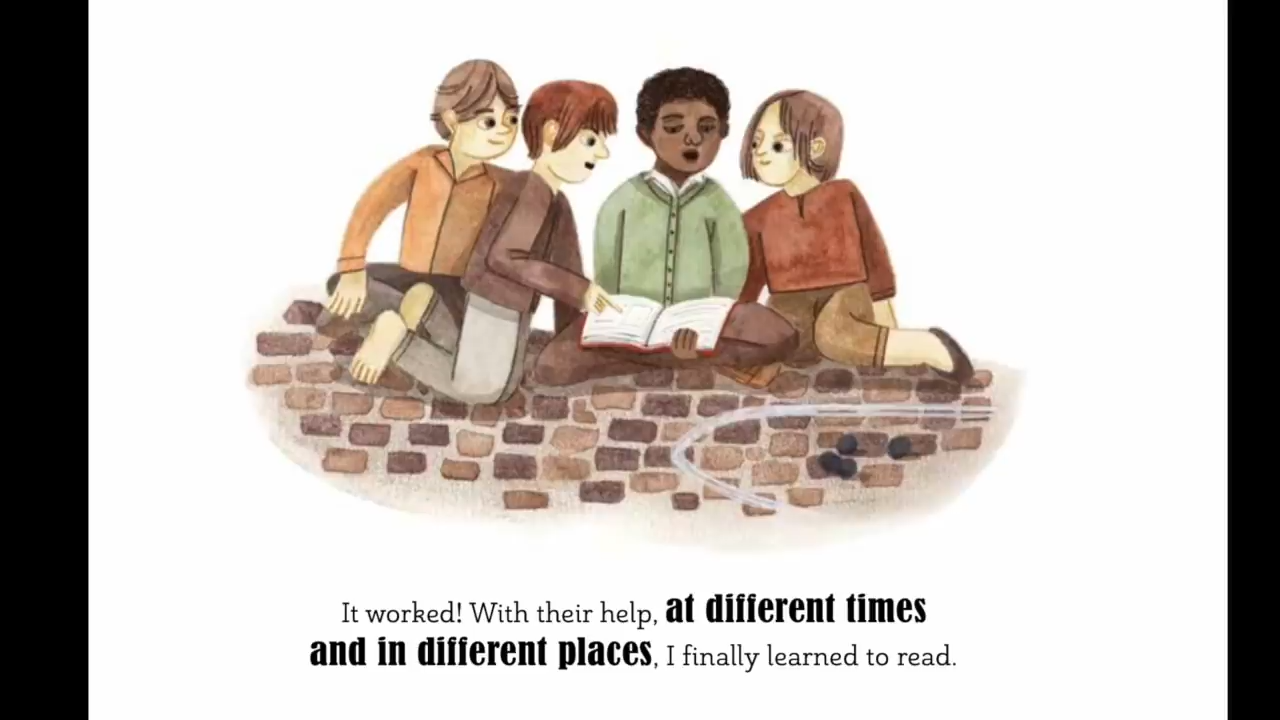 It worked! With their help, at different times
and in different places, I finally learned to read.